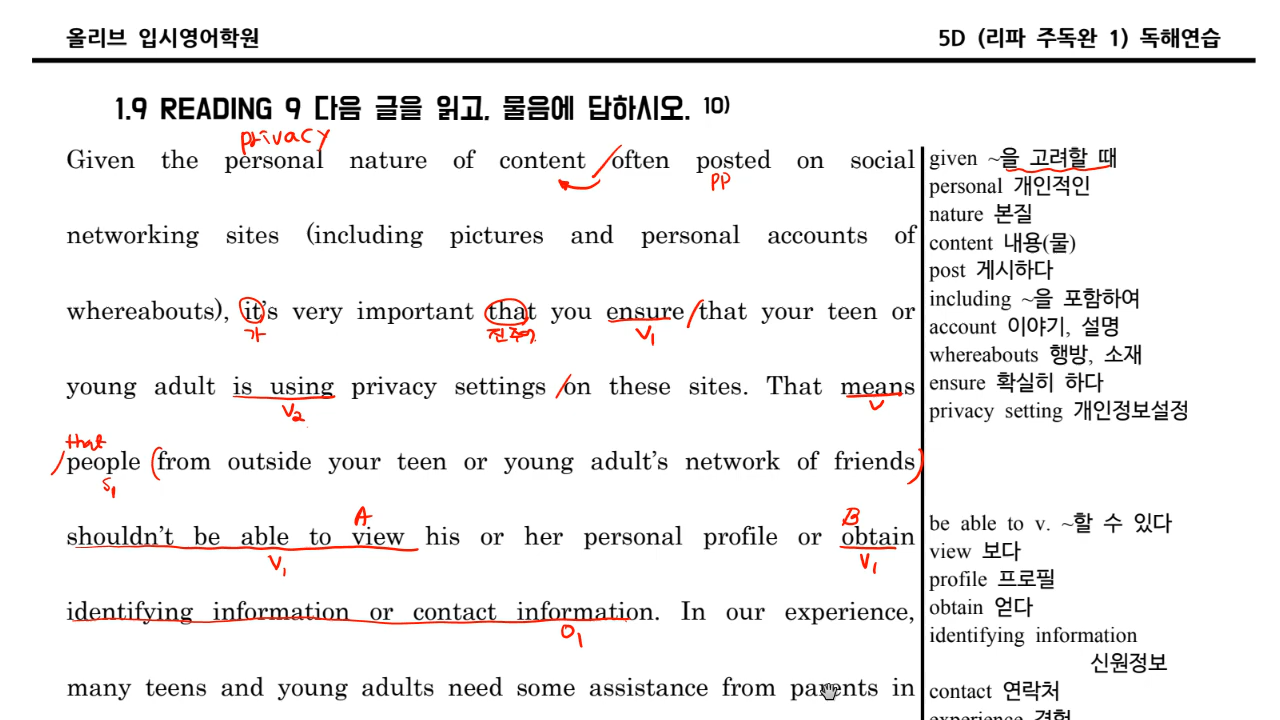 올리브 입시영어학원
5D (리파 주독완 1) 독해연습
1.9 READING 9 다음 글을 읽고, 물음에 답하시오. 10)
privacy
Given the personal nature of content often posted on social
PP
networking sites (including pictures and personal accounts of
whereabouts), it's very important that you ensure that your teen or
가 진주어 V1
young adult is using privacy settings on these sites. That means
V2 V
that
people (from outside your teen or young adult's network of friends)
S1
A B
shouldn't be able to view his or her personal profile or obtain
V1 V1
identifying information or contact information. In our experience,
O1
many teens and young adults need some assistance from parents in
given ~을 고려할 때
personal 개인적인
nature 본질
content 내용(물)
post 게시하다
including ~을 포함하여
account 이야기, 설명
whereabouts 행방, 소재
ensure 확실히 하다
privacy setting 개인정보설정
be able to v. ~할 수 있다
view 보다
profile 프로필
obtain 얻다
identifying information
신원정보
contact 연락처
experience 경험